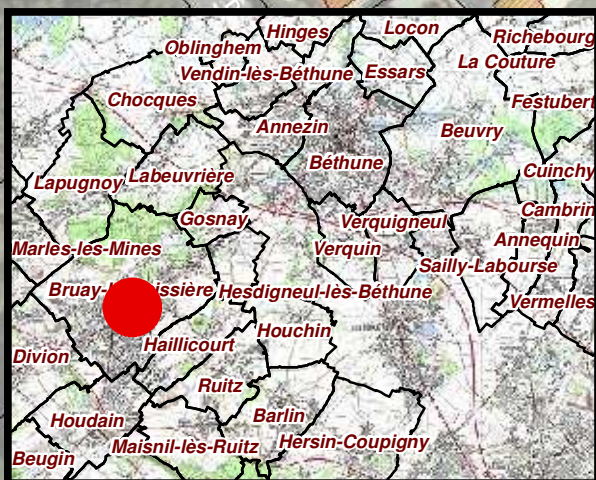 Hinges
Locon
Richebourg
Oblinghem
La Couture
Vendin-lès-Béthune
Essars
Chocques
Festubert
Annezin
Beuvry
Béthune
Cuinchy
Lapugnoy
Labeuvrière
Cambrin
Gosnay
Verquigneul
Annequin
Marles-les-Mines
Verquin
Sailly-Labourse
Bruay-l issière
Hesdigneul-lès-Béthune
Vermelles
Houchin
Haillicourt
Divion
Ruitz
Houdain
Barlin
Maisnil-lès-Ruitz
Hersin-Coupigny
Beugin